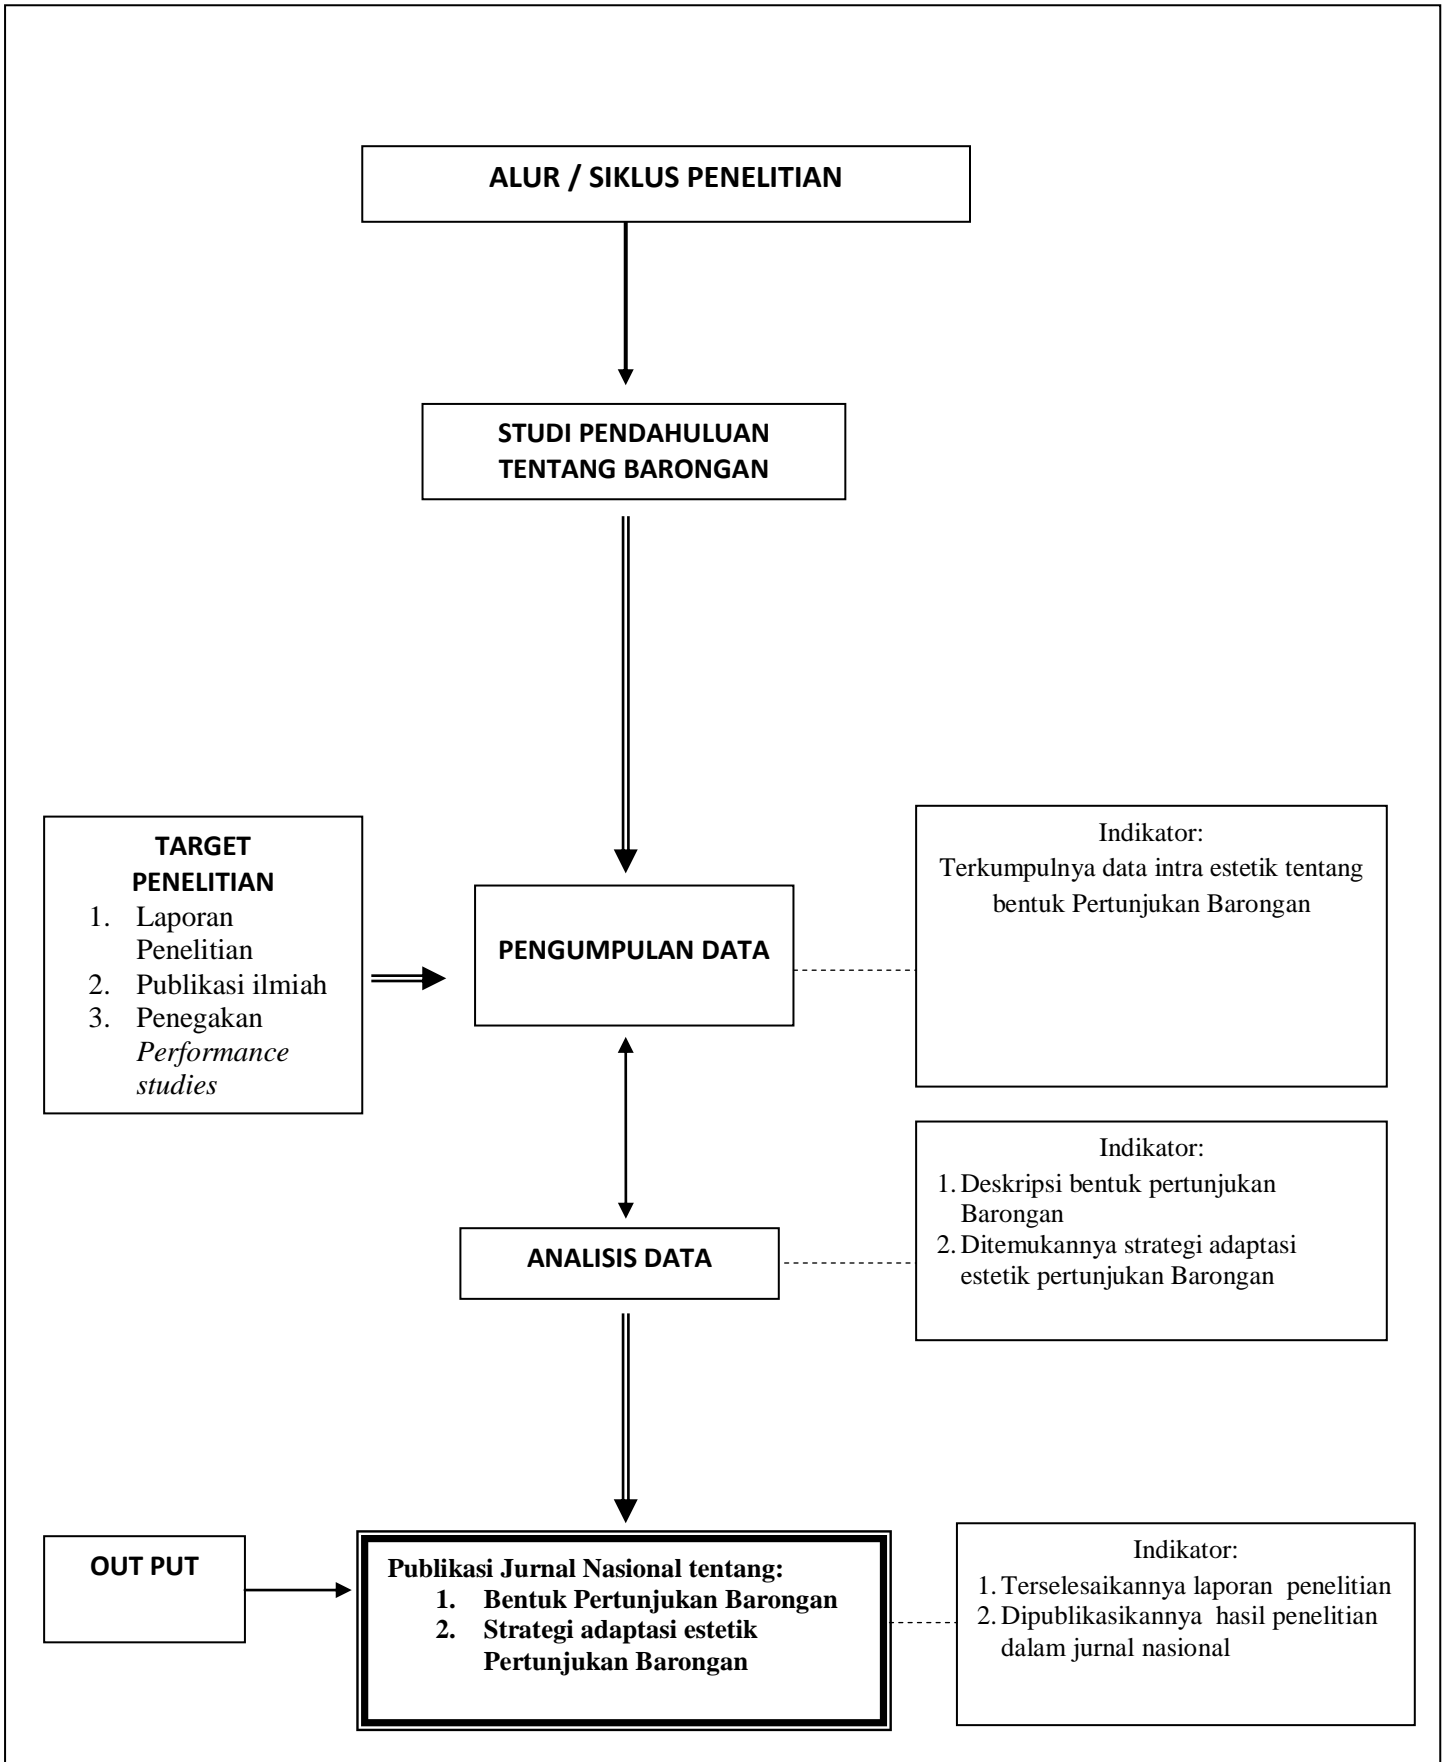 ALUR / SIKLUS PENELITIAN
STUDI PENDAHULUAN
TENTANG BARONGAN
TARGET
PENELITIAN
1. Laporan
Penelitian
2. Publikasi ilmiah
3. Penegakan
Performance
studies
PENGUMPULAN DATA
Indikator:
Terkumpulnya data intra estetik tentang
bentuk Pertunjukan Barongan
ANALISIS DATA
Indikator:
1. Deskripsi bentuk pertunjukan
Barongan
2. Ditemukannya strategi adaptasi
estetik pertunjukan Barongan
OUT PUT
Publikasi Jurnal Nasional tentang:
1. Bentuk Pertunjukan Barongan
2. Strategi adaptasi estetik
Pertunjukan Barongan
Indikator:
1. Terselesaikannya laporan penelitian
2. Dipublikasikannya hasil penelitian
dalam jurnal nasional